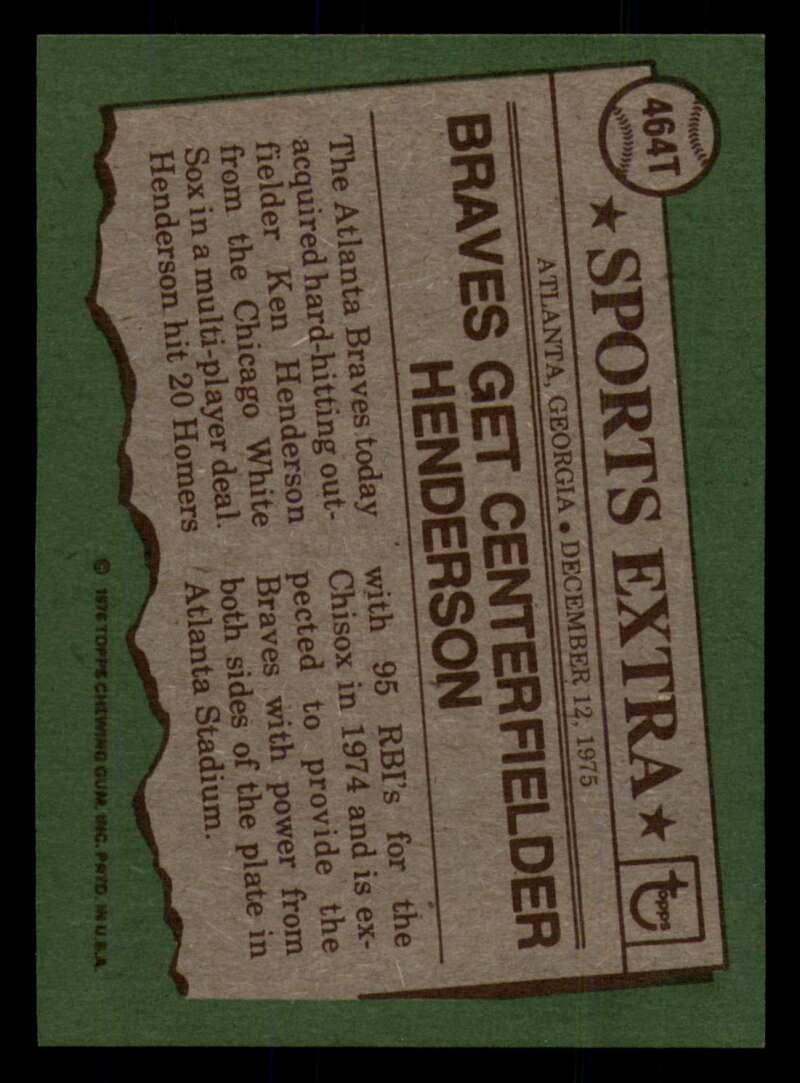 464T
★ SPORTS EXTRA ★
topps
ATLANTA, GEORGIA • DECEMBER 12, 1975
BRAVES GET CENTERFIELDER
HENDERSON
The Atlanta Braves today
acquired hard-hitting out-
fielder Ken Henderson
from the Chicago White
Sox in a multi-player deal.
Henderson hit 20 Homers
with 95 RBI's for the
Chisox in 1974 and is ex-
pected to provide the
Braves with power from
both sides of the plate in
Atlanta Stadium.
© 1976 TOPPS CHEWING GUM, INC. PRTD. IN U.S.A.